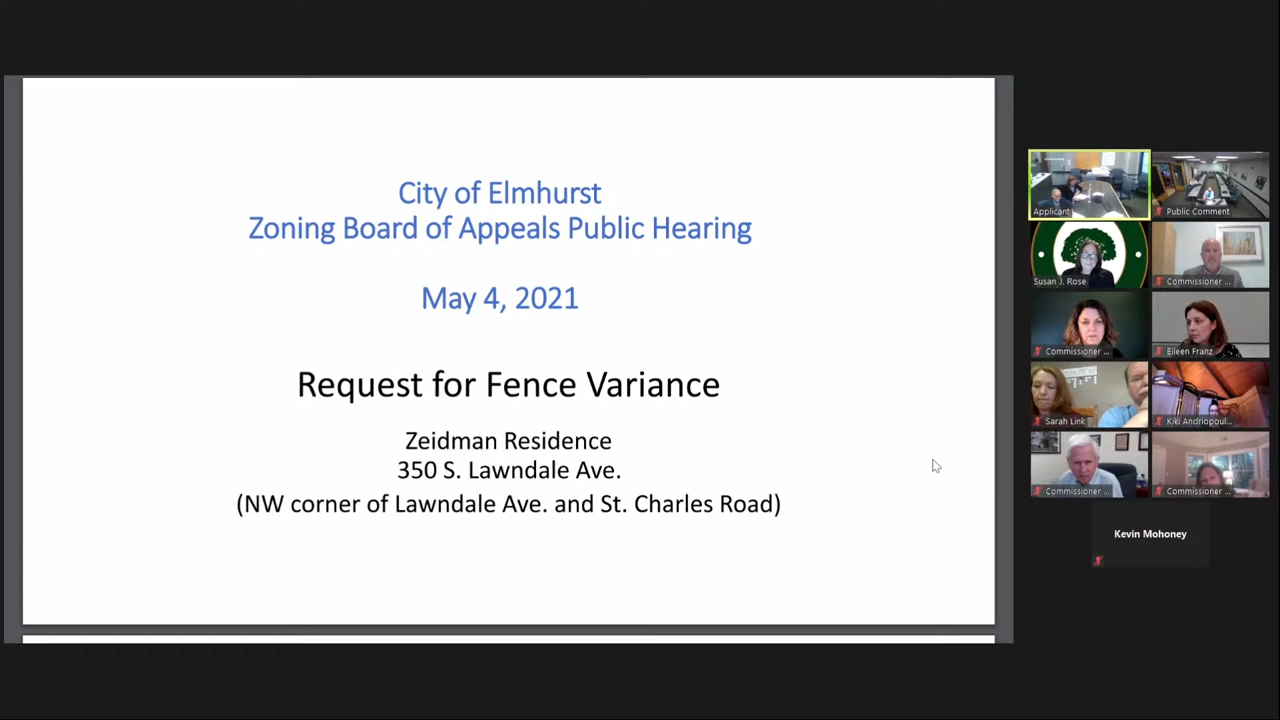 City of Elmhurst
Zoning Board of Appeals Public Hearing
May 4, 2021
Request for Fence Variance
Zeidman Residence
350 S. Lawndale Ave.
(NW corner of Lawndale Ave. and St. Charles Road)
Applicant
Public Comment
Susan J. Rose
Commissioner ...
Commissioner ...
Eileen Franz
Sarah Link
Kiki Andriopoul...
Commissioner ...
Commissioner ...
Kevin Mohoney